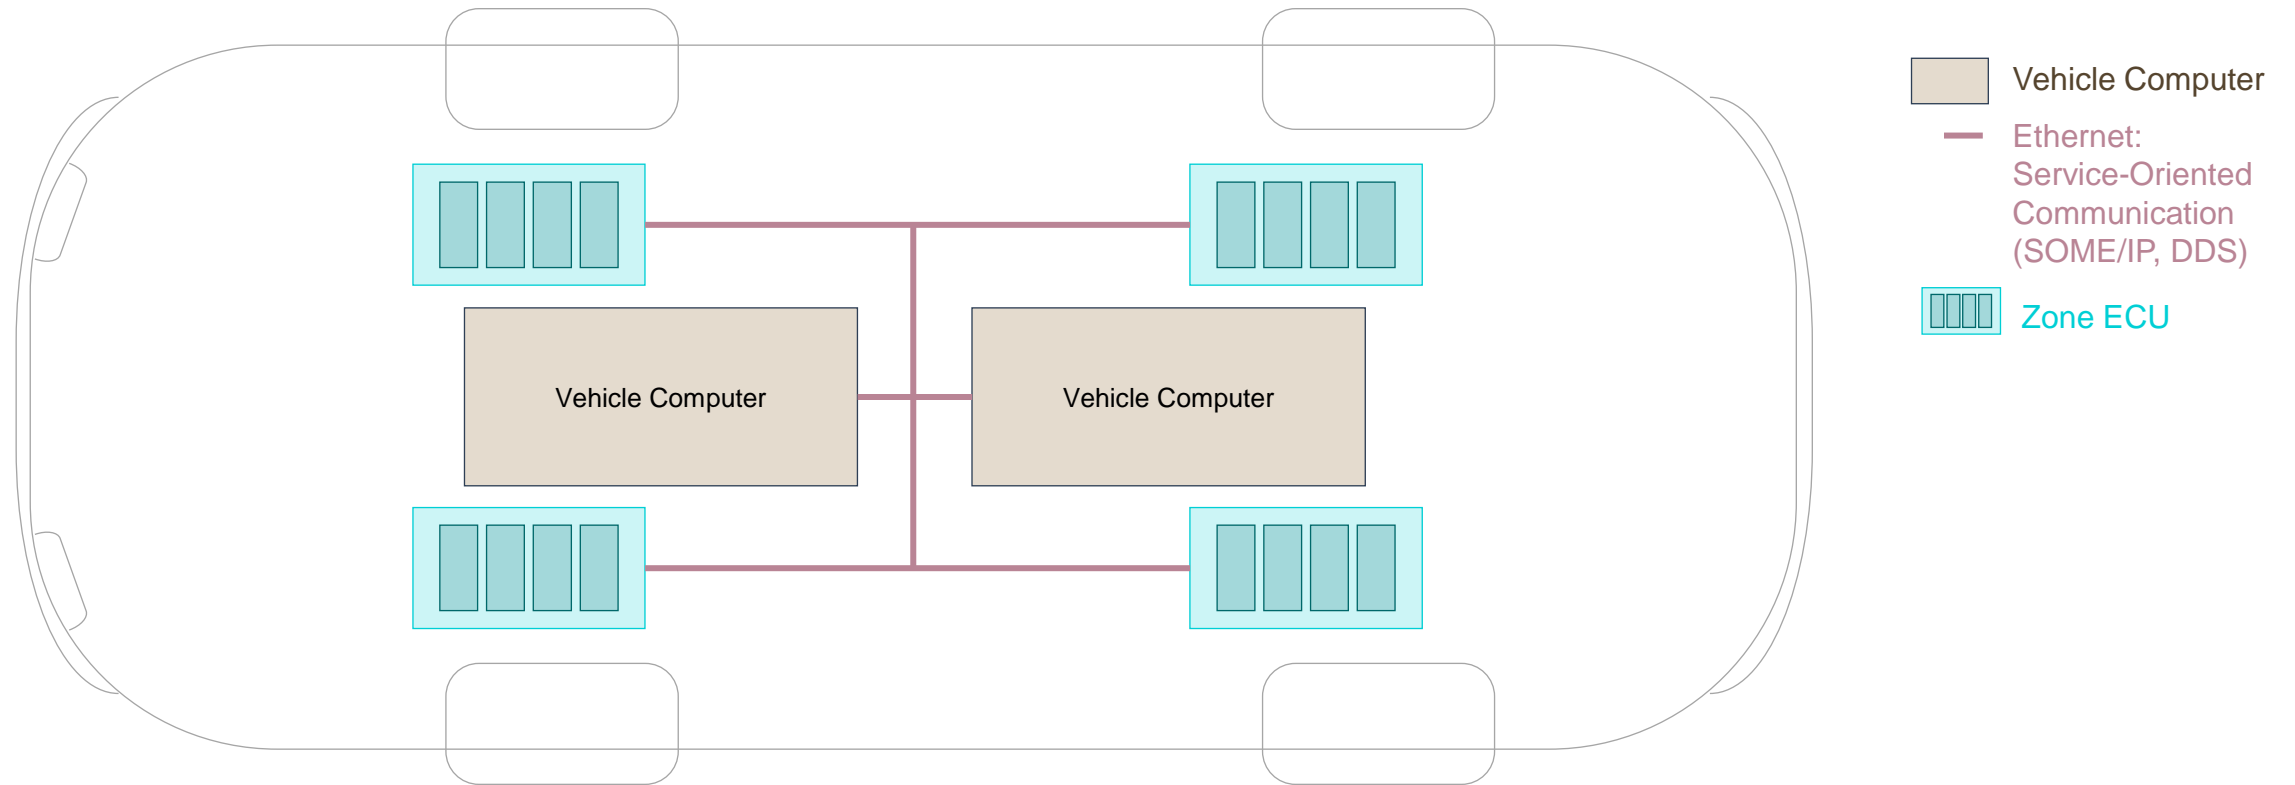 Vehicle Computer
Ethernet:
Service-Oriented
Communication
(SOME/IP, DDS)
Zone ECU
Vehicle Computer
Vehicle Computer